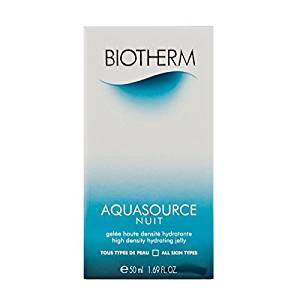 BIOTHERM
AQUASOURCE
NUIT
gelée haute densité hydratante
high density hydrating jelly
TOUS TYPES DE PEAU □ ALL SKIN TYPES
℮ 50 ml 1.69 FL.OZ.